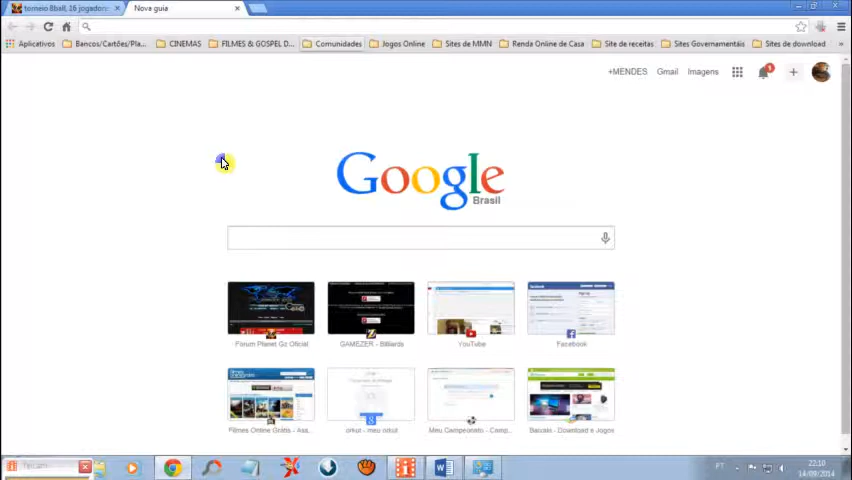 torneio 8ball, 16 jogadores
Nova guia
Aplicativos
Bancos/Cartões/Pla...
CINEMAS
FILMES & GOSPEL D...
Comunidades
Jogos Online
Sites de MMN
Renda Online de Casa
Site de receitas
Sites Governamentais
Sites de download
»
+MENDES Gmail Imagens
1
Google
Brasil
Forum Planet Gz Oficial
GAMEZER - Billiards
YouTube
Facebook
Filmes Online Grátis - Ass...
orkut - meu orkut
Meu Campeonato - Camp...
Baixaki - Download e Jogos
PT
22:10
14/09/2014